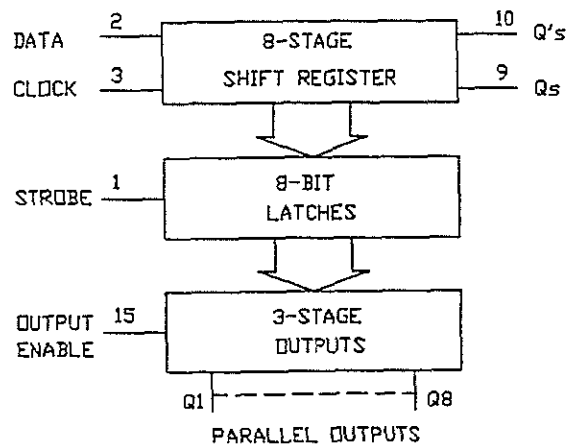 2
DATA
3
CLOCK
8-STAGE
SHIFT REGISTER
10
Q's
9
Qs
1
STROBE
8-BIT
LATCHES
15
OUTPUT
ENABLE
3-STAGE
OUTPUTS
Q1
Q8
PARALLEL OUTPUTS